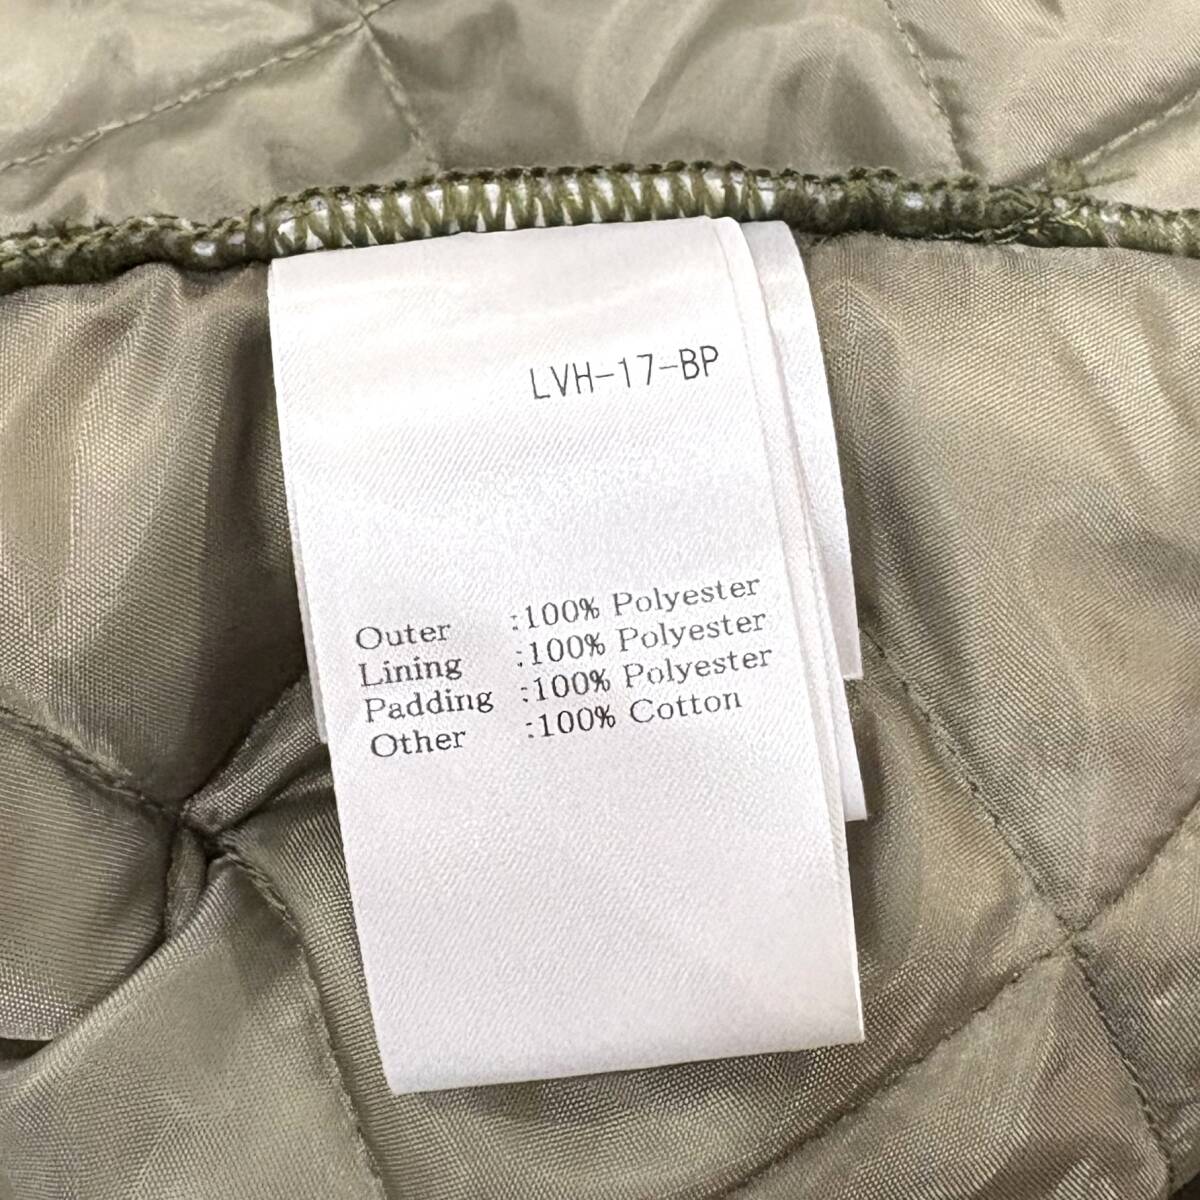 LVH-17-BP
Outer :100% Polyester
Lining :100% Polyester
Padding :100% Polyester
Other :100% Cotton